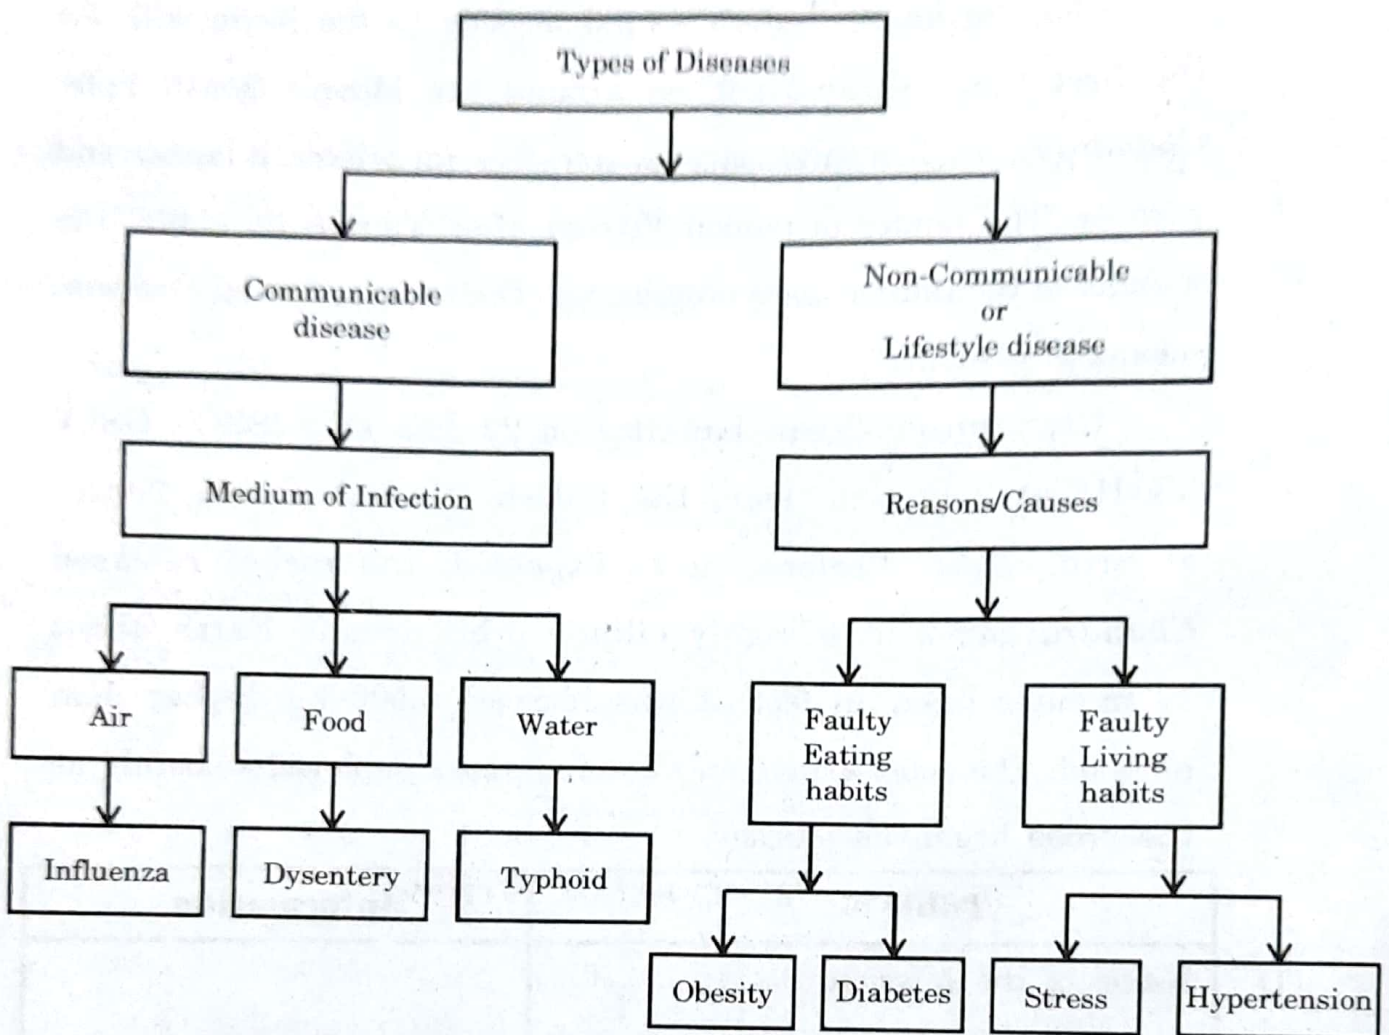 Types of Diseases
Communicable
disease
Non-Communicable
or
Lifestyle disease
Medium of Infection
Reasons/Causes
Air
Food
Water
Faulty
Eating
habits
Faulty
Living
habits
Influenza
Dysentery
Typhoid
Obesity
Diabetes
Stress
Hypertension